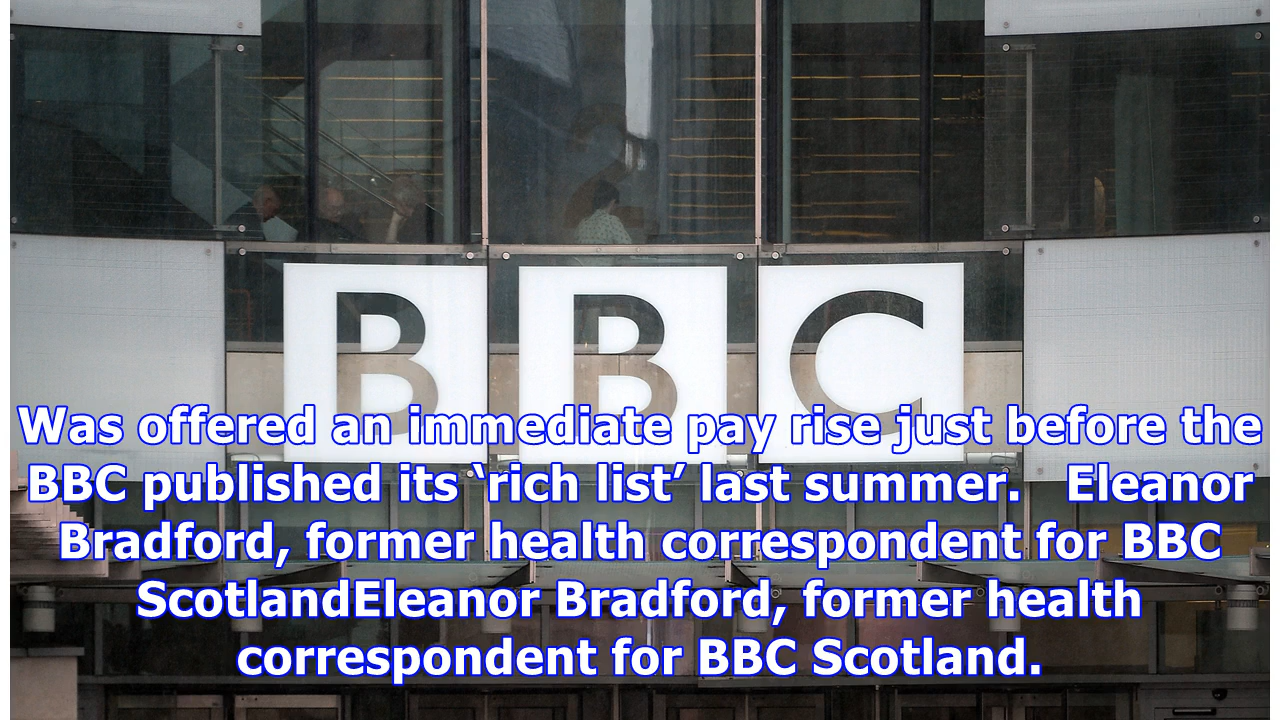 BBC
Was offered an immediate pay rise just before the
BBC published its ‘rich list’ last summer.   Eleanor
Bradford, former health correspondent for BBC
ScotlandEleanor Bradford, former health
correspondent for BBC Scotland.